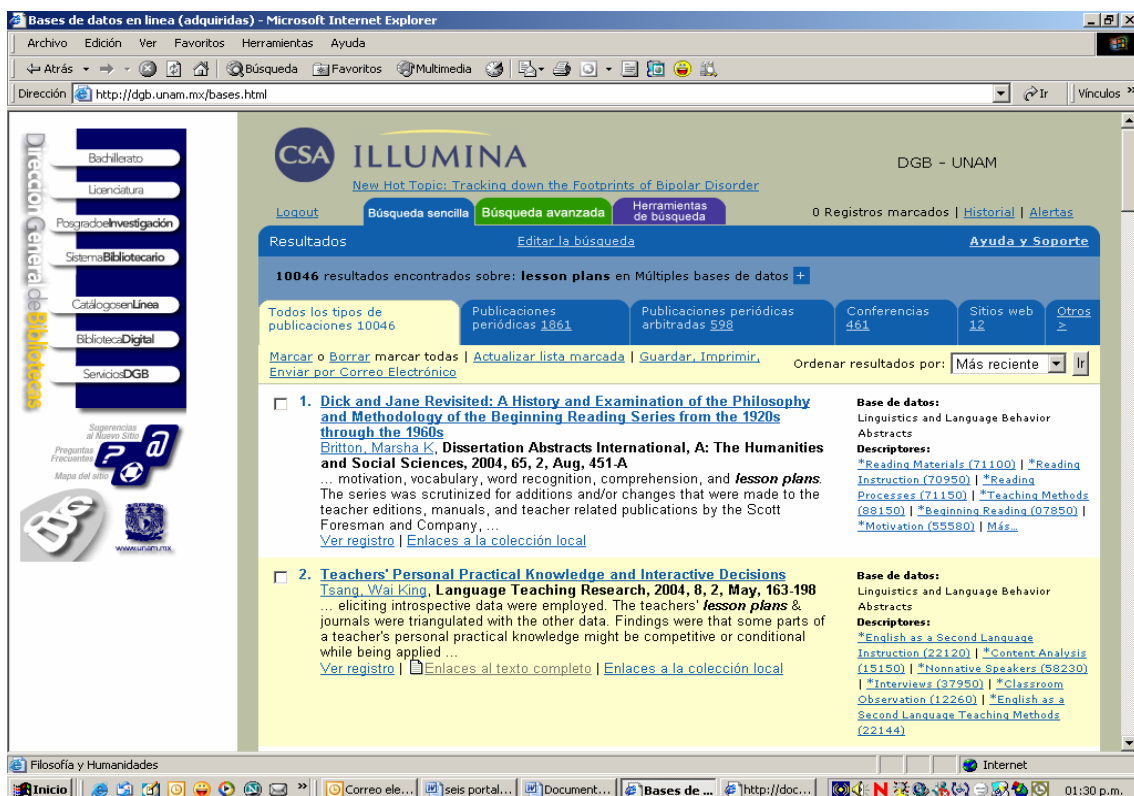 Bases de datos en linea (adquiridas) - Microsoft Internet Explorer
Archivo Edición Ver Favoritos Herramientas Ayuda
Atrás Búsqueda Favoritos Multimedia
Dirección http://dgb.unam.mx/bases.html Ir Vínculos »
Dirección General de Bibliotecas
Bachillerato
Licenciatura
PosgradoeInvestigación
SistemaBibliotecario
CatálogosenLínea
BibliotecaDigital
ServiciosDGB
Sugerencias
al Nuevo Sitio
Preguntas
Frecuentes
Mapa del sitio
www.unam.mx
CSA ILLUMINA
DGB - UNAM
New Hot Topic: Tracking down the Footprints of Bipolar Disorder
Logout Búsqueda sencilla Búsqueda avanzada Herramientas de búsqueda 0 Registros marcados | Historial | Alertas
Resultados Editar la búsqueda Ayuda y Soporte
10046 resultados encontrados sobre: lesson plans en Múltiples bases de datos +
Todos los tipos de publicaciones 10046
Publicaciones periódicas 1861
Publicaciones periódicas arbitradas 598
Conferencias 461
Sitios web 12
Otros >
Marcar o Borrar marcar todas | Actualizar lista marcada | Guardar, Imprimir,
Enviar por Correo Electrónico
Ordenar resultados por: Más reciente Ir
1. Dick and Jane Revisited: A History and Examination of the Philosophy
and Methodology of the Beginning Reading Series from the 1920s
through the 1960s
Britton, Marsha K, Dissertation Abstracts International, A: The Humanities
and Social Sciences, 2004, 65, 2, Aug, 451-A
... motivation, vocabulary, word recognition, comprehension, and lesson plans.
The series was scrutinized for additions and/or changes that were made to the
teacher editions, manuals, and teacher related publications by the Scott
Foresman and Company, ...
Ver registro | Enlaces a la colección local
Base de datos:
Linguistics and Language Behavior
Abstracts
Descriptores:
*Reading Materials (71100) | *Reading
Instruction (70950) | *Reading
Processes (71150) | *Teaching Methods
(88150) | *Beginning Reading (07850) |
*Motivation (55580) | Más...
2. Teachers' Personal Practical Knowledge and Interactive Decisions
Tsang, Wai King, Language Teaching Research, 2004, 8, 2, May, 163-198
... eliciting introspective data were employed. The teachers' lesson plans &
journals were triangulated with the other data. Findings were that some parts of
a teacher's personal practical knowledge might be competitive or conditional
while being applied ...
Ver registro | Enlaces al texto completo | Enlaces a la colección local
Base de datos:
Linguistics and Language Behavior
Abstracts
Descriptores:
*English as a Second Language
Instruction (22120) | *Content Analysis
(15150) | *Nonnative Speakers (58230)
| *Interviews (37950) | *Classroom
Observation (12260) | *English as a
Second Language Teaching Methods
(22144)
Filosofía y Humanidades Internet
Inicio » Correo ele... seis portal... Document... Bases de ... http://doc... 01:30 p.m.